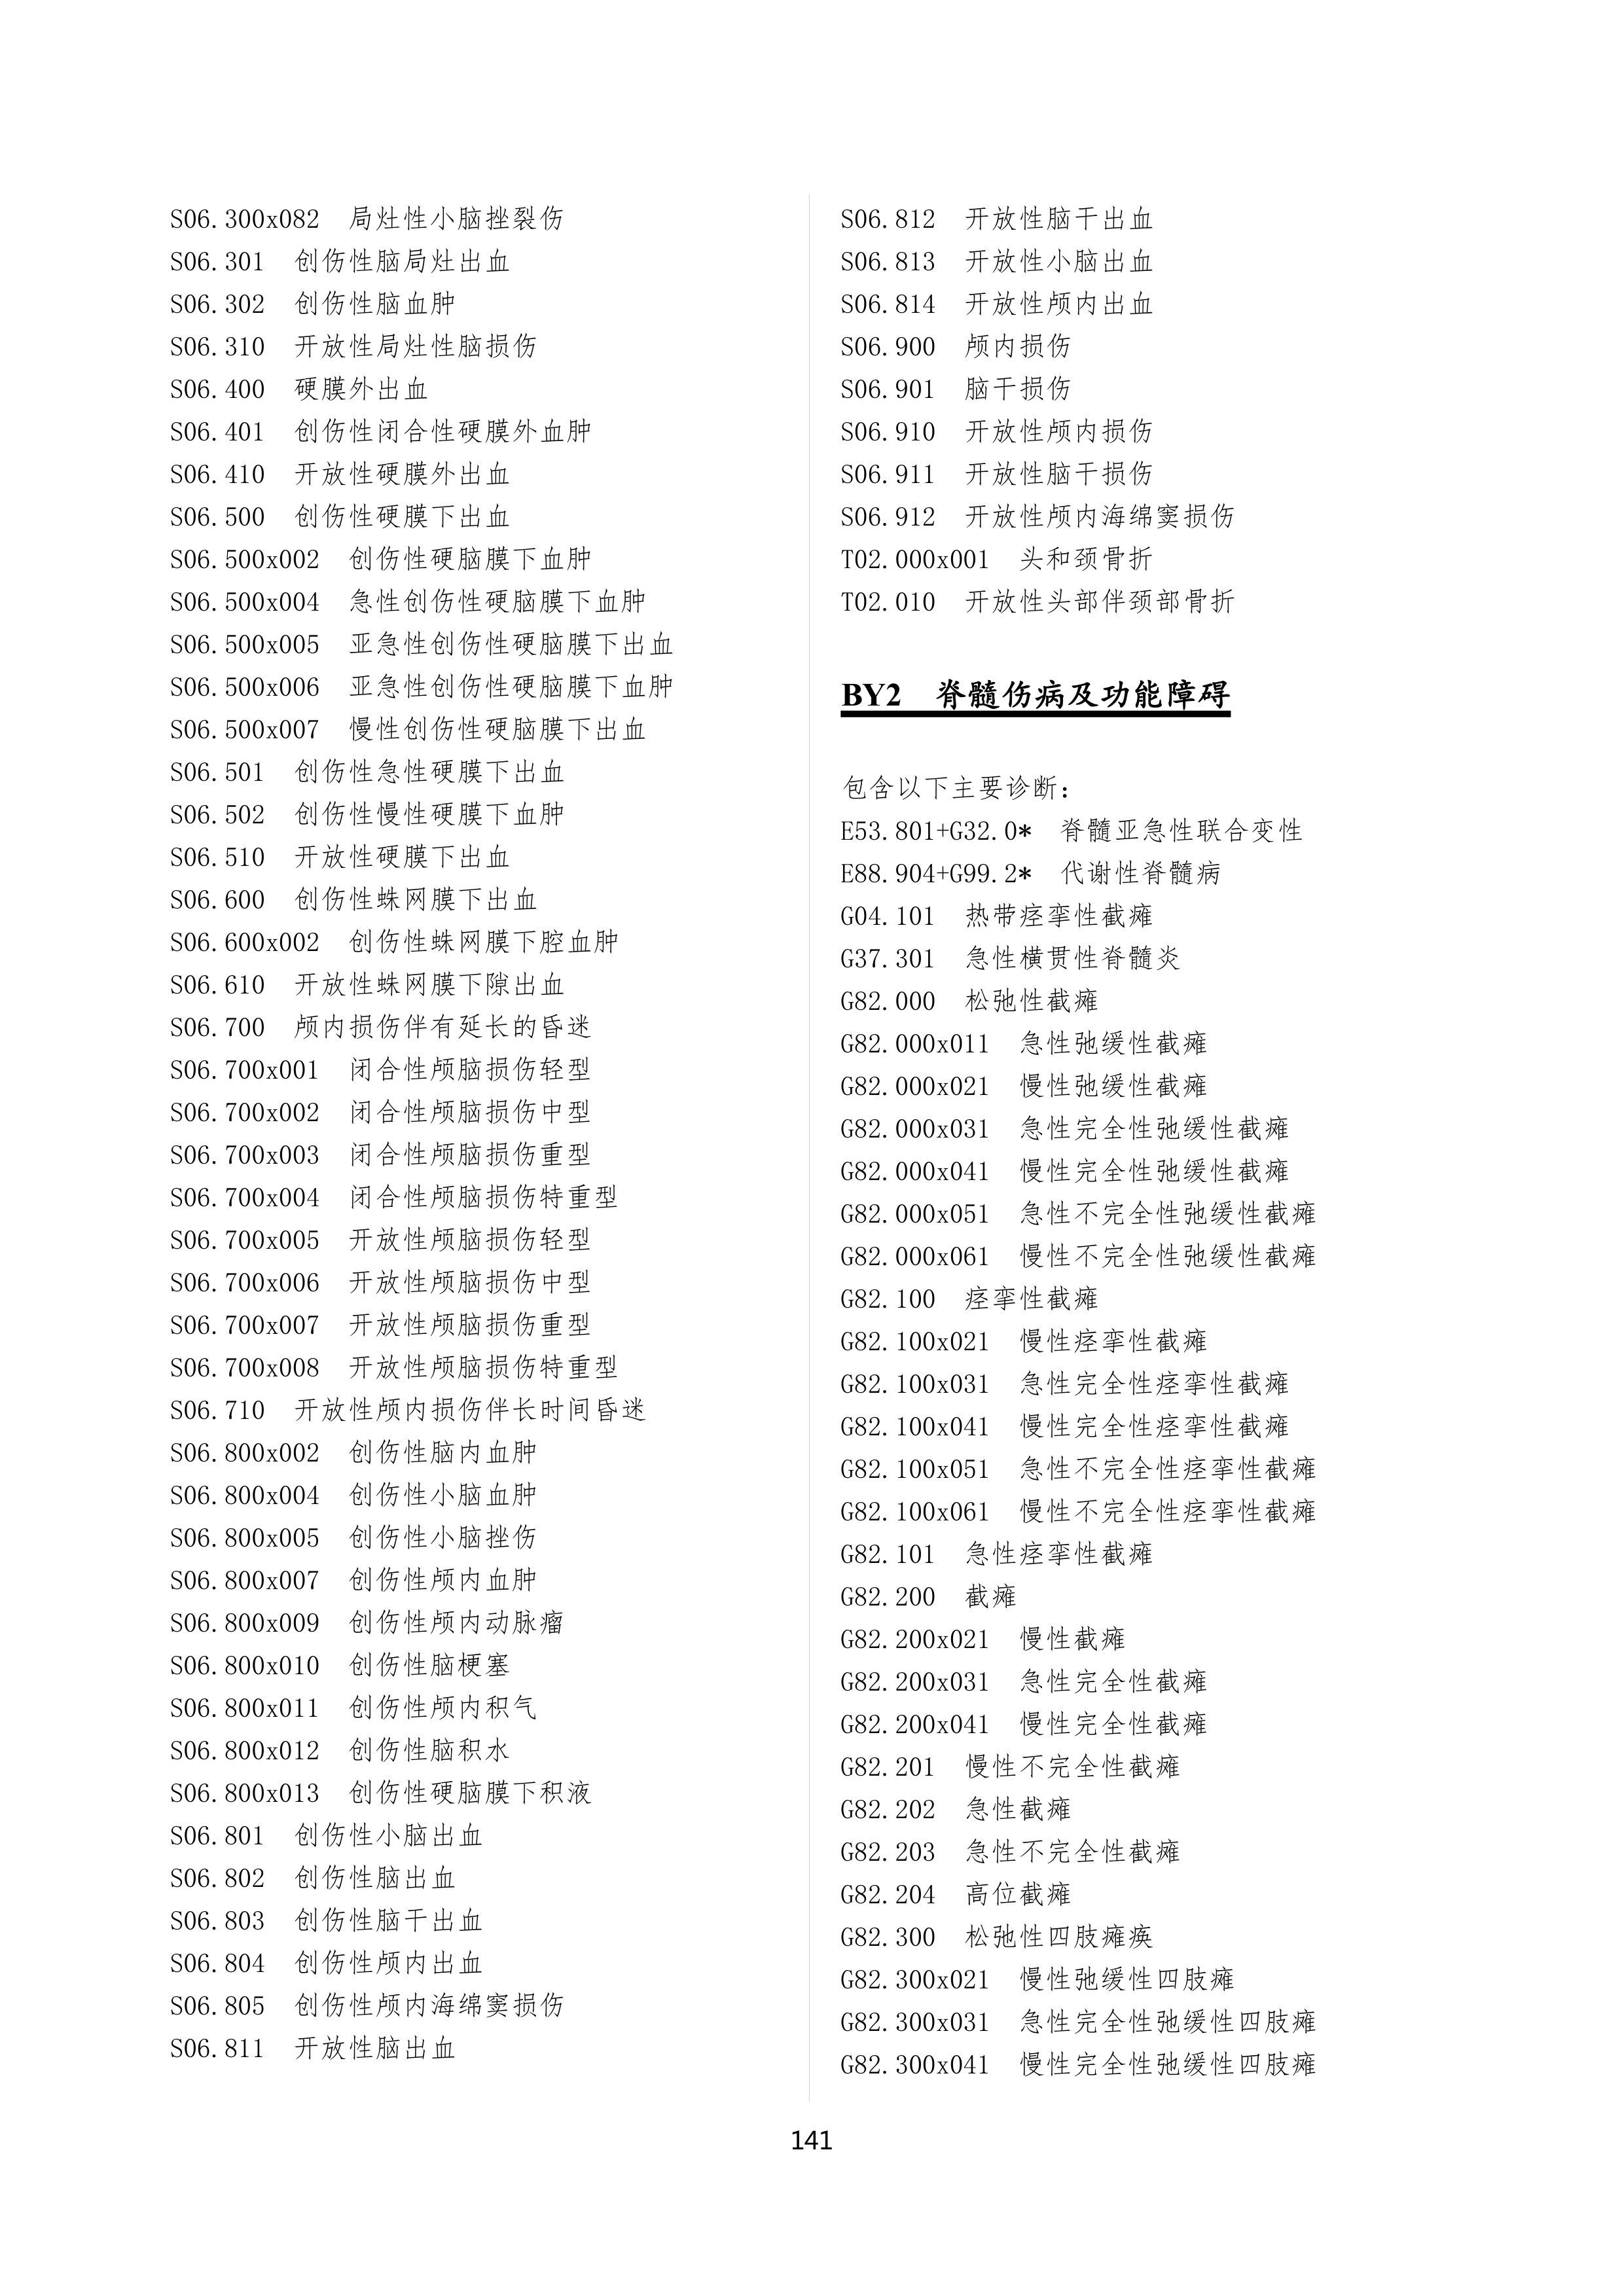 S06.300x082　局灶性小脑挫裂伤
S06.301　创伤性脑局灶出血
S06.302　创伤性脑血肿
S06.310　开放性局灶性脑损伤
S06.400　硬膜外出血
S06.401　创伤性闭合性硬膜外血肿
S06.410　开放性硬膜外出血
S06.500　创伤性硬膜下出血
S06.500x002　创伤性硬脑膜下血肿
S06.500x004　急性创伤性硬脑膜下血肿
S06.500x005　亚急性创伤性硬脑膜下出血
S06.500x006　亚急性创伤性硬脑膜下血肿
S06.500x007　慢性创伤性硬脑膜下出血
S06.501　创伤性急性硬膜下出血
S06.502　创伤性慢性硬膜下血肿
S06.510　开放性硬膜下出血
S06.600　创伤性蛛网膜下出血
S06.600x002　创伤性蛛网膜下腔血肿
S06.610　开放性蛛网膜下隙出血
S06.700　颅内损伤伴有延长的昏迷
S06.700x001　闭合性颅脑损伤轻型
S06.700x002　闭合性颅脑损伤中型
S06.700x003　闭合性颅脑损伤重型
S06.700x004　闭合性颅脑损伤特重型
S06.700x005　开放性颅脑损伤轻型
S06.700x006　开放性颅脑损伤中型
S06.700x007　开放性颅脑损伤重型
S06.700x008　开放性颅脑损伤特重型
S06.710　开放性颅内损伤伴长时间昏迷
S06.800x002　创伤性脑内血肿
S06.800x004　创伤性小脑血肿
S06.800x005　创伤性小脑挫伤
S06.800x007　创伤性颅内血肿
S06.800x009　创伤性颅内动脉瘤
S06.800x010　创伤性脑梗塞
S06.800x011　创伤性颅内积气
S06.800x012　创伤性脑积水
S06.800x013　创伤性硬脑膜下积液
S06.801　创伤性小脑出血
S06.802　创伤性脑出血
S06.803　创伤性脑干出血
S06.804　创伤性颅内出血
S06.805　创伤性颅内海绵窦损伤
S06.811　开放性脑出血
S06.812　开放性脑干出血
S06.813　开放性小脑出血
S06.814　开放性颅内出血
S06.900　颅内损伤
S06.901　脑干损伤
S06.910　开放性颅内损伤
S06.911　开放性脑干损伤
S06.912　开放性颅内海绵窦损伤
T02.000x001　头和颈骨折
T02.010　开放性头部伴颈部骨折
BY2　脊髓伤病及功能障碍
包含以下主要诊断：
E53.801+G32.0*　脊髓亚急性联合变性
E88.904+G99.2*　代谢性脊髓病
G04.101　热带痉挛性截瘫
G37.301　急性横贯性脊髓炎
G82.000　松弛性截瘫
G82.000x011　急性弛缓性截瘫
G82.000x021　慢性弛缓性截瘫
G82.000x031　急性完全性弛缓性截瘫
G82.000x041　慢性完全性弛缓性截瘫
G82.000x051　急性不完全性弛缓性截瘫
G82.000x061　慢性不完全性弛缓性截瘫
G82.100　痉挛性截瘫
G82.100x021　慢性痉挛性截瘫
G82.100x031　急性完全性痉挛性截瘫
G82.100x041　慢性完全性痉挛性截瘫
G82.100x051　急性不完全性痉挛性截瘫
G82.100x061　慢性不完全性痉挛性截瘫
G82.101　急性痉挛性截瘫
G82.200　截瘫
G82.200x021　慢性截瘫
G82.200x031　急性完全性截瘫
G82.200x041　慢性完全性截瘫
G82.201　慢性不完全性截瘫
G82.202　急性截瘫
G82.203　急性不完全性截瘫
G82.204　高位截瘫
G82.300　松弛性四肢瘫痪
G82.300x021　慢性弛缓性四肢瘫
G82.300x031　急性完全性弛缓性四肢瘫
G82.300x041　慢性完全性弛缓性四肢瘫
141